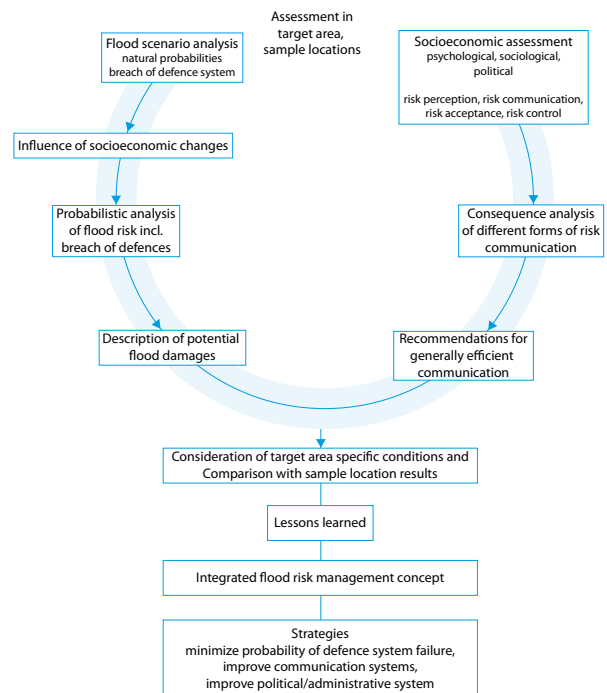 Assessment in
target area,
sample locations
Flood scenario analysis
natural probabilities
breach of defence system
Socioeconomic assessment
psychological, sociological,
political
risk perception, risk communication,
risk acceptance, risk control
Influence of socioeconomic changes
Probabilistic analysis
of flood risk incl.
breach of defences
Consequence analysis
of different forms of risk
communication
Description of potential
flood damages
Recommendations for
generally efficient
communication
Consideration of target area specific conditions and
Comparison with sample location results
Lessons learned
Integrated flood risk management concept
Strategies
minimize probability of defence system failure,
improve communication systems,
improve political/administrative system